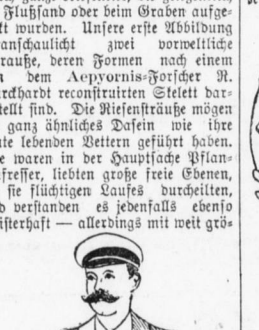 Flußsand oder beim Graben aufge-
kt wurden. Unsere erste Abbildung
anschaulicht zwei vorweltliche
rauße, deren Formen nach einem
n dem Aepyornis-Forscher R.
rckhardt reconstruirten Skelett dar-
tellt sind. Die Riesensträuße mögen
ganz ähnliches Dasein wie ihre
te lebenden Vettern geführt haben.
e waren in der Hauptsache Pflan-
fresser, liebten große freie Ebenen,
sie flüchtigen Laufes durcheilten,
d verstanden es jedenfalls ebenso
isterhaft — allerdings mit weit grö-